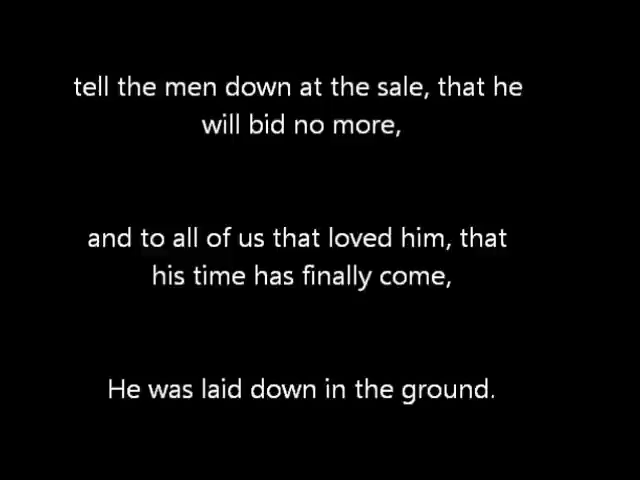 tell the men down at the sale, that he
will bid no more,
and to all of us that loved him, that
his time has finally come,
He was laid down in the ground.